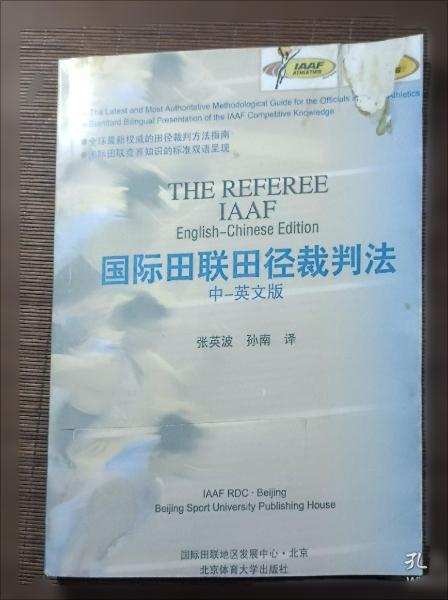 IAAF
ATHLETICS
The Latest and Most Authoritative Methodological Guide for the Officials in Athletics
Standard Bilingual Presentation of the IAAF Competitive Knowledge
全球最新权威的田径裁判方法指南
国际田联竞赛知识的标准双语呈现
THE REFEREE
IAAF
English-Chinese Edition
国际田联田径裁判法
中-英文版
张英波 孙南 译
IAAF RDC·Beijing
Beijing Sport University Publishing House
国际田联地区发展中心·北京
北京体育大学出版社
孔